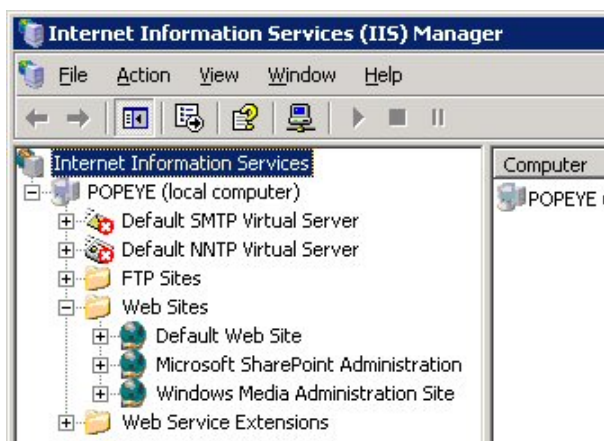 Internet Information Services (IIS) Manager
File Action View Window Help
Internet Information Services
Computer
POPEYE (local computer)
POPEYE
Default SMTP Virtual Server
Default NNTP Virtual Server
FTP Sites
Web Sites
Default Web Site
Microsoft SharePoint Administration
Windows Media Administration Site
Web Service Extensions